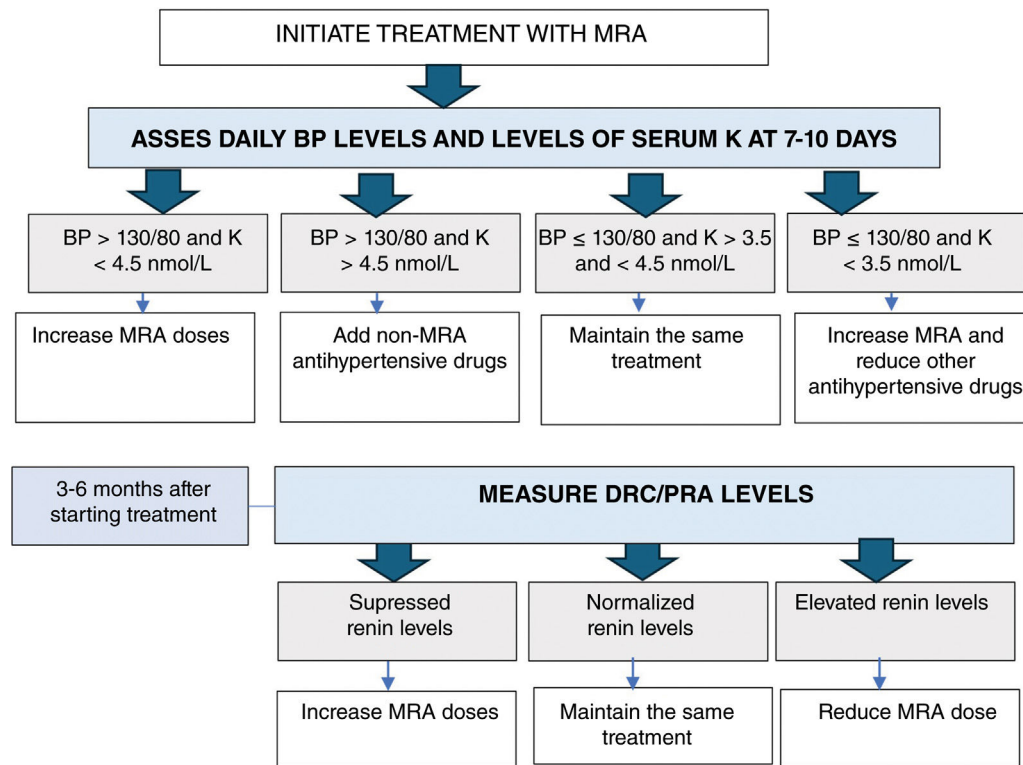 INITIATE TREATMENT WITH MRA
ASSES DAILY BP LEVELS AND LEVELS OF SERUM K AT 7-10 DAYS
BP > 130/80 and K
< 4.5 nmol/L
BP > 130/80 and K
> 4.5 nmol/L
BP ≤ 130/80 and K > 3.5
and < 4.5 nmol/L
BP ≤ 130/80 and K
< 3.5 nmol/L
Increase MRA doses
Add non-MRA
antihypertensive drugs
Maintain the same
treatment
Increase MRA and
reduce other
antihypertensive drugs
3-6 months after
starting treatment
MEASURE DRC/PRA LEVELS
Supressed
renin levels
Normalized
renin levels
Elevated renin levels
Increase MRA doses
Maintain the same
treatment
Reduce MRA dose